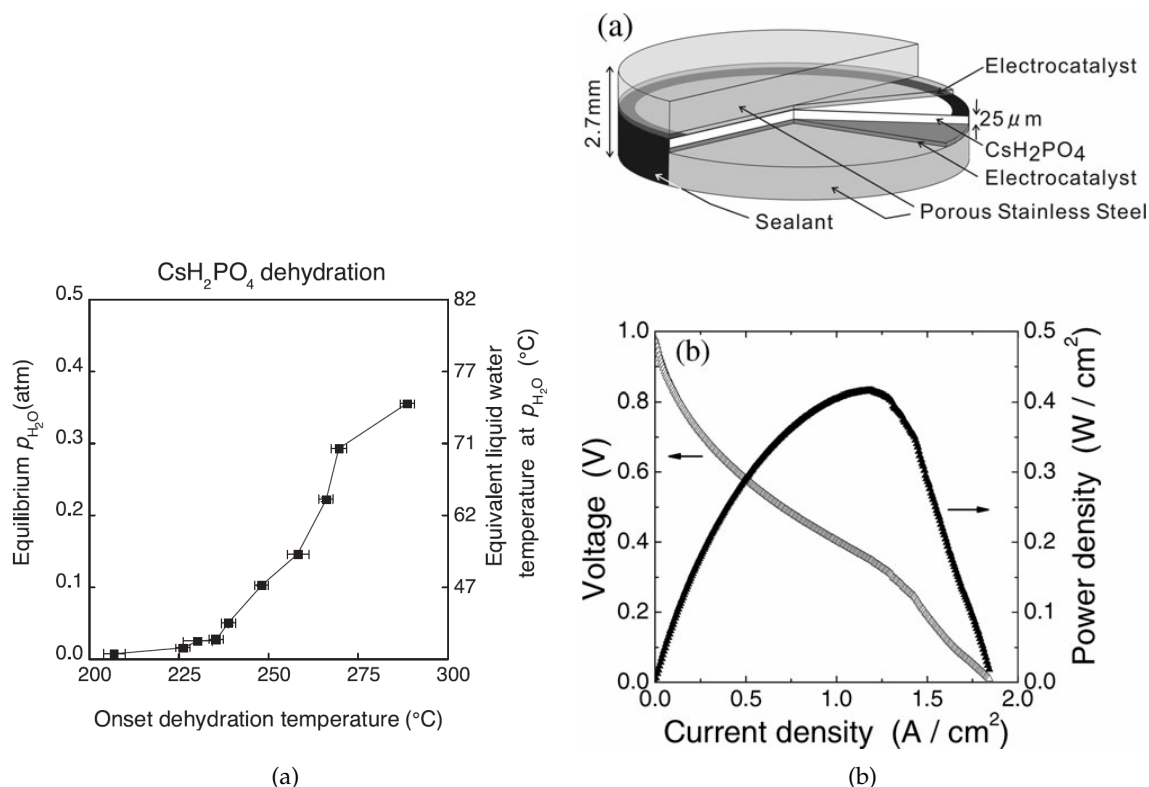 (a)
Electrocatalyst
2.7mm
25 μm
CsH2PO4
Electrocatalyst
Sealant
Porous Stainless Steel
CsH2PO4 dehydration
0.5
0.4
0.3
0.2
0.1
0.0
Equilibrium pH2O(atm)
82
77
71
62
47
Equivalent liquid water
temperature at pH2O (°C)
200
225
250
275
300
Onset dehydration temperature (°C)
(a)
(b)
1.0
0.8
0.6
0.4
0.2
0.0
Voltage (V)
0.5
0.4
0.3
0.2
0.1
0.0
Power density (W / cm2)
0.0
0.5
1.0
1.5
2.0
Current density (A / cm2)
(b)